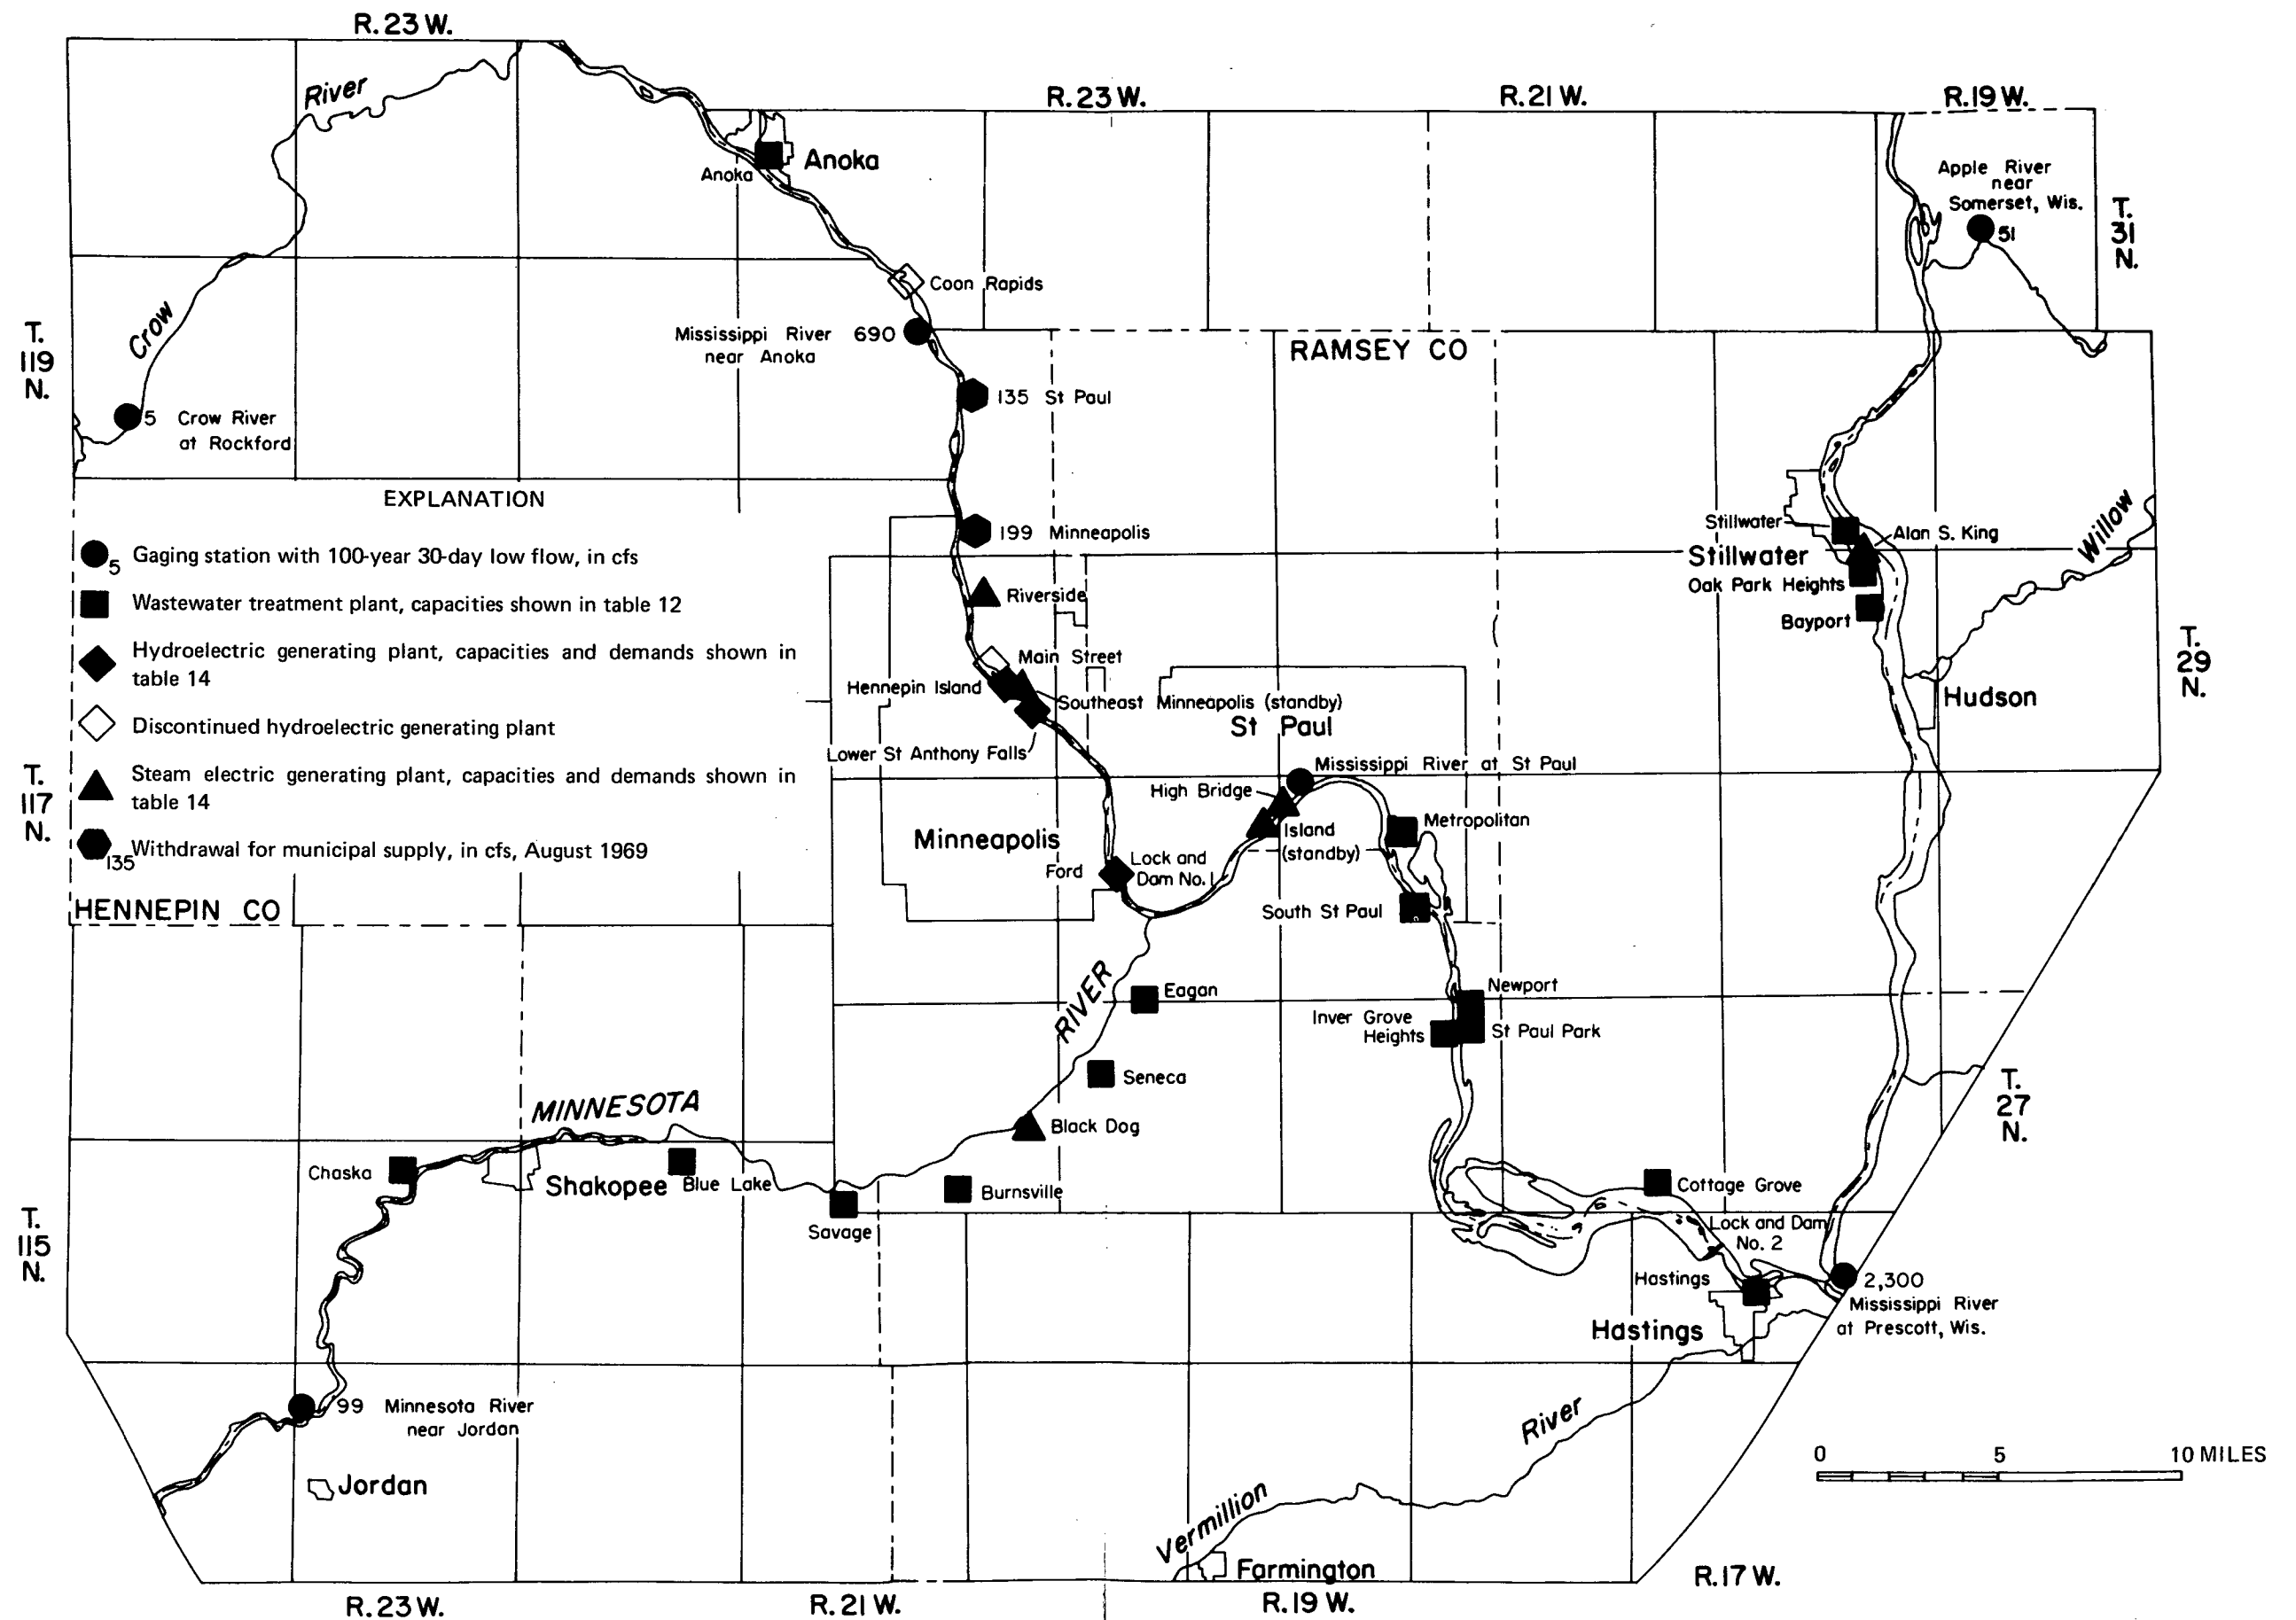 R. 23 W.
R. 23 W.
R. 21 W.
R. 19 W.
River
Anoka
Anoka
Apple River
near
Somerset, Wis.
51
T.
31
N.
Coon Rapids
Crow
Mississippi River 690
near Anoka
RAMSEY CO
T.
119
N.
135 St Paul
5 Crow River
at Rockford
EXPLANATION
5 Gaging station with 100-year 30-day low flow, in cfs
Wastewater treatment plant, capacities shown in table 12
Hydroelectric generating plant, capacities and demands shown in
table 14
Discontinued hydroelectric generating plant
Steam electric generating plant, capacities and demands shown in
table 14
135 Withdrawal for municipal supply, in cfs, August 1969
199 Minneapolis
Stillwater
Alan S. King
Willow
Stillwater
Oak Park Heights
Bayport
Riverside
T.
29
N.
Main Street
Hennepin Island
Southeast Minneapolis (standby)
St Paul
Hudson
Lower St Anthony Falls
Mississippi River at St Paul
T.
117
N.
High Bridge
Minneapolis
Island
(standby)
Metropolitan
Ford
Lock and
Dam No. 1
HENNEPIN CO
South St Paul
RIVER
Eagan
Newport
Inver Grove
Heights
St Paul Park
Seneca
T.
27
N.
MINNESOTA
Black Dog
Chaska
Shakopee
Blue Lake
Burnsville
Savage
Cottage Grove
Lock and Dam
No. 2
T.
115
N.
Hastings
2,300
Mississippi River
at Prescott, Wis.
Hastings
99 Minnesota River
near Jordan
Jordan
River
0 5 10 MILES
Vermillion
Farmington
R. 17 W.
R. 23 W.
R. 21 W.
R. 19 W.